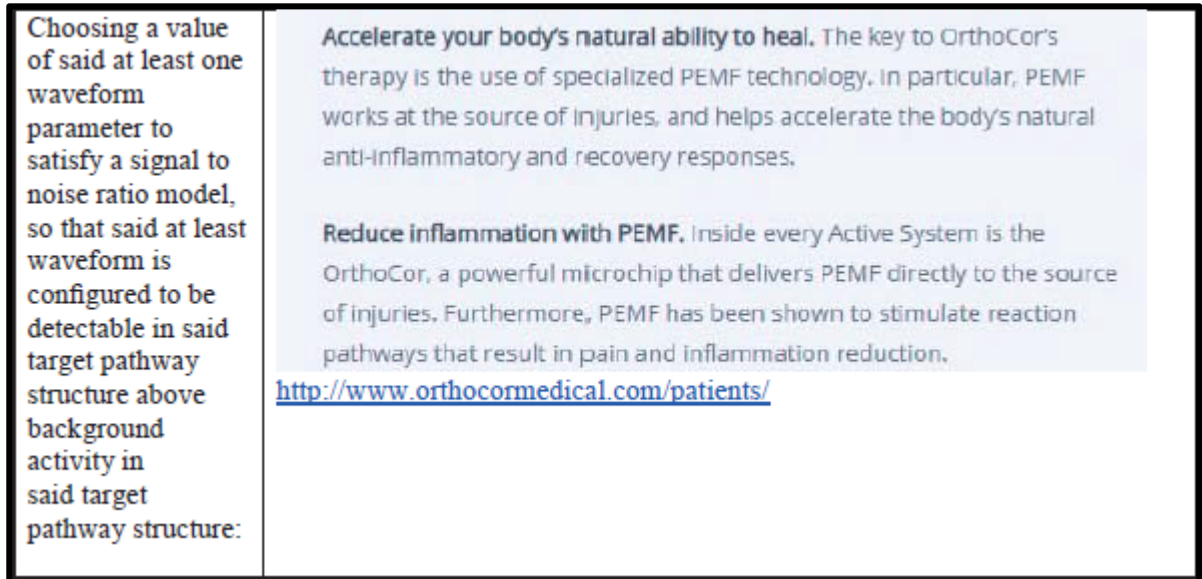 Choosing a value
of said at least one
waveform
parameter to
satisfy a signal to
noise ratio model,
so that said at least
waveform is
configured to be
detectable in said
target pathway
structure above
background
activity in
said target
pathway structure:
Accelerate your body's natural ability to heal. The key to OrthoCor's
therapy is the use of specialized PEMF technology. In particular, PEMF
works at the source of injuries, and helps accelerate the body's natural
anti-inflammatory and recovery responses.
Reduce inflammation with PEMF. Inside every Active System is the
OrthoCor, a powerful microchip that delivers PEMF directly to the source
of injuries. Furthermore, PEMF has been shown to stimulate reaction
pathways that result in pain and inflammation reduction.
http://www.orthocormedical.com/patients/